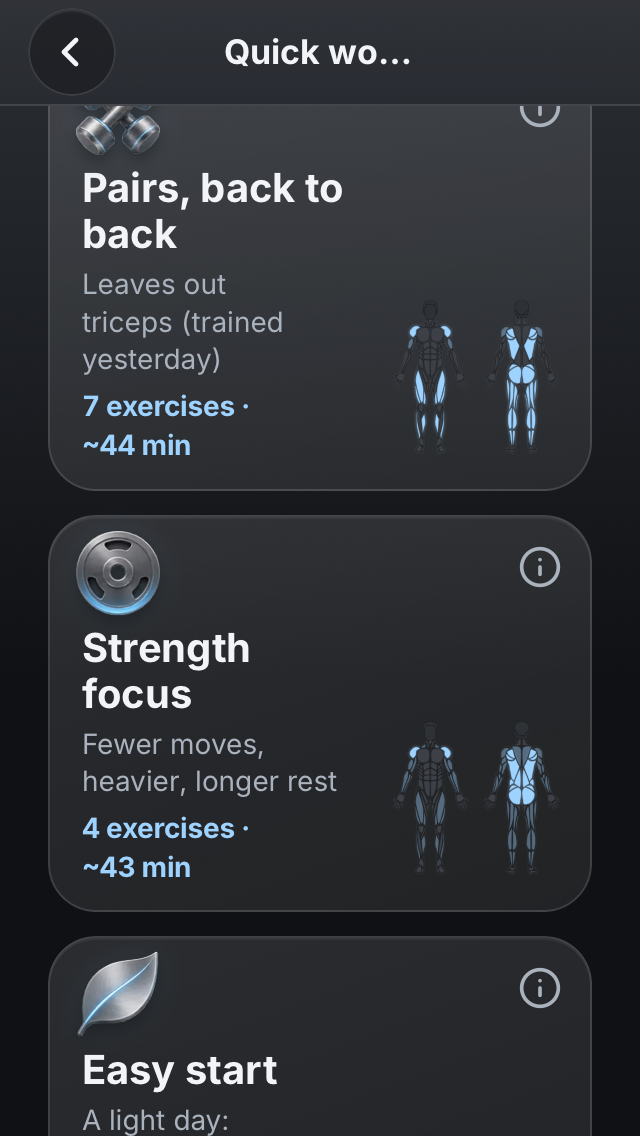 Quick wo...
Pairs, back to
back
Leaves out
triceps (trained
yesterday)
7 exercises ·
~44 min
Strength
focus
Fewer moves,
heavier, longer rest
4 exercises ·
~43 min
Easy start
A light day: